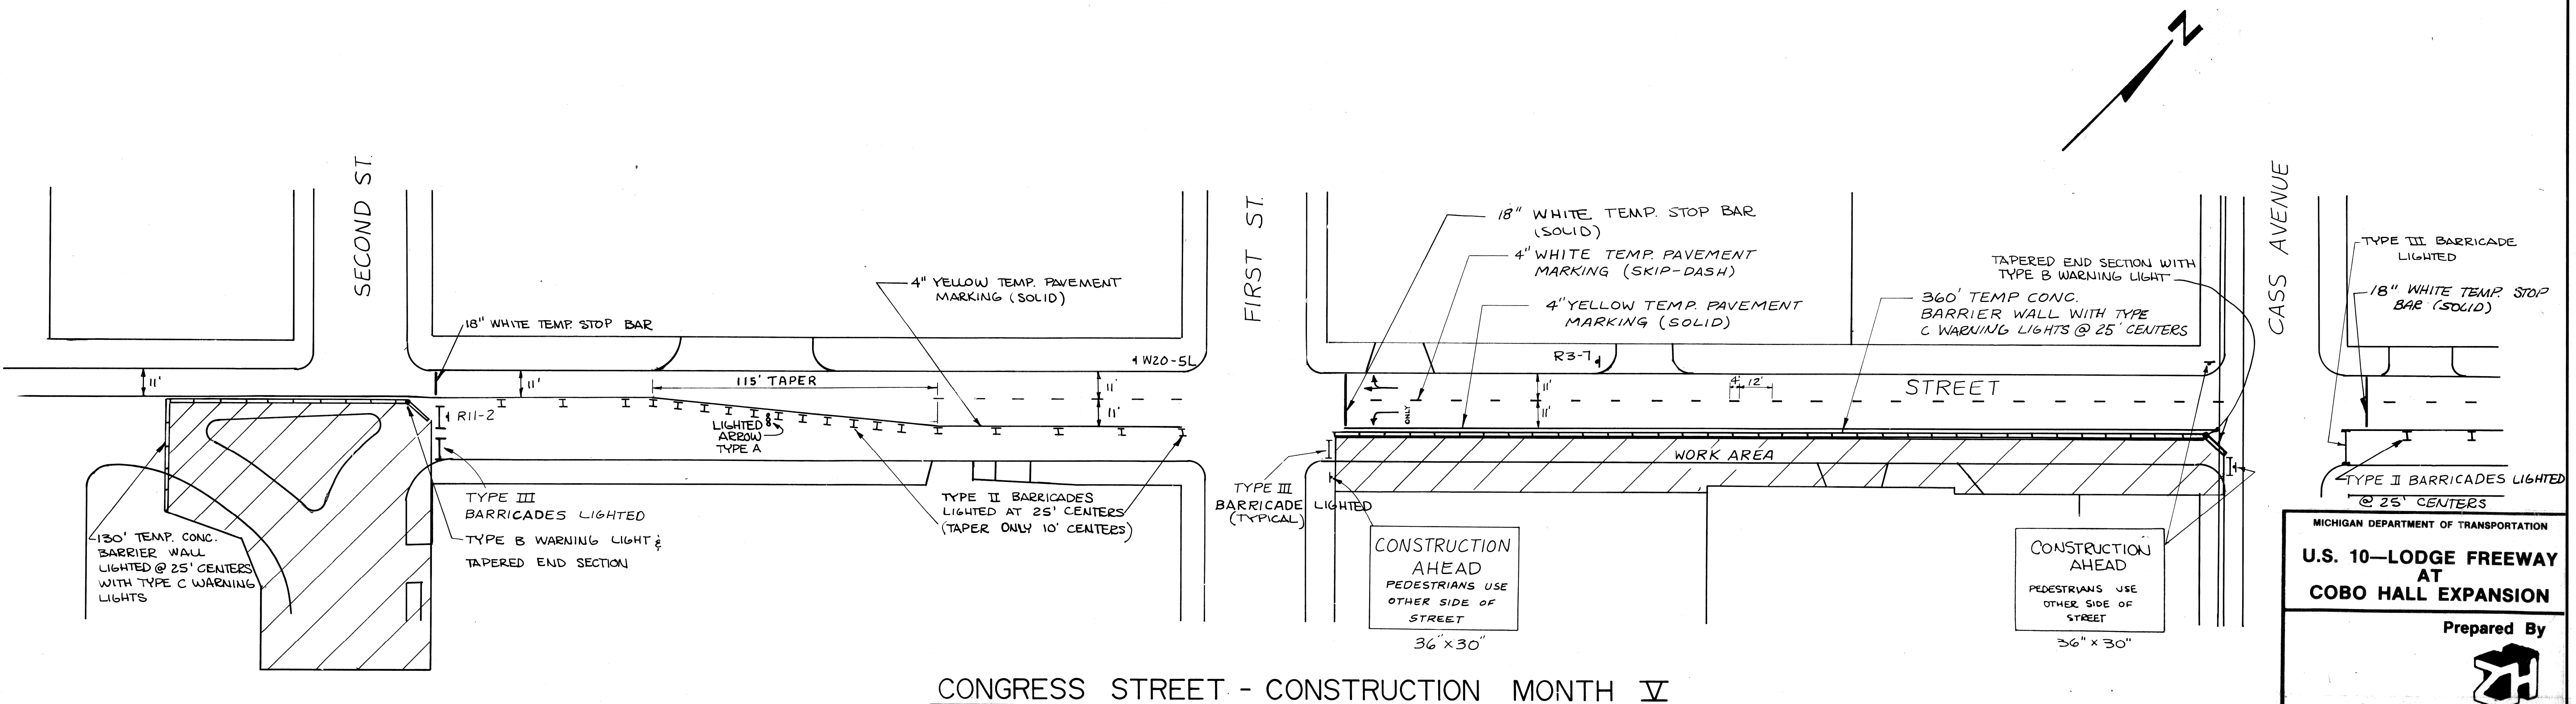 N
SECOND ST.
FIRST ST.
CASS AVENUE
18" WHITE TEMP. STOP BAR
(SOLID)
4" WHITE TEMP. PAVEMENT
MARKING (SKIP-DASH)
4" YELLOW TEMP. PAVEMENT
MARKING (SOLID)
TAPERED END SECTION WITH
TYPE B WARNING LIGHT
360' TEMP CONC.
BARRIER WALL WITH TYPE
C WARNING LIGHTS @ 25' CENTERS
TYPE III BARRICADE
LIGHTED
18" WHITE TEMP. STOP
BAR (SOLID)
4" YELLOW TEMP. PAVEMENT
MARKING (SOLID)
18" WHITE TEMP. STOP BAR
W20-5L
R3-7
11'
11'
115' TAPER
11'
11'
11'
11'
4'
12'
STREET
ONLY
R11-2
LIGHTED
ARROW
TYPE A
WORK AREA
TYPE III
BARRICADES LIGHTED
TYPE B WARNING LIGHT &
TAPERED END SECTION
TYPE II BARRICADES
LIGHTED AT 25' CENTERS
(TAPER ONLY 10' CENTERS)
TYPE III
BARRICADE LIGHTED
(TYPICAL)
TYPE II BARRICADES LIGHTED
@ 25' CENTERS
130' TEMP. CONC.
BARRIER WALL
LIGHTED @ 25' CENTERS
WITH TYPE C WARNING
LIGHTS
CONSTRUCTION
AHEAD
PEDESTRIANS USE
OTHER SIDE OF
STREET
36" x 30"
CONSTRUCTION
AHEAD
PEDESTRIANS USE
OTHER SIDE OF
STREET
36" x 30"
MICHIGAN DEPARTMENT OF TRANSPORTATION
U.S. 10—LODGE FREEWAY
AT
COBO HALL EXPANSION
Prepared By
CONGRESS STREET - CONSTRUCTION MONTH V